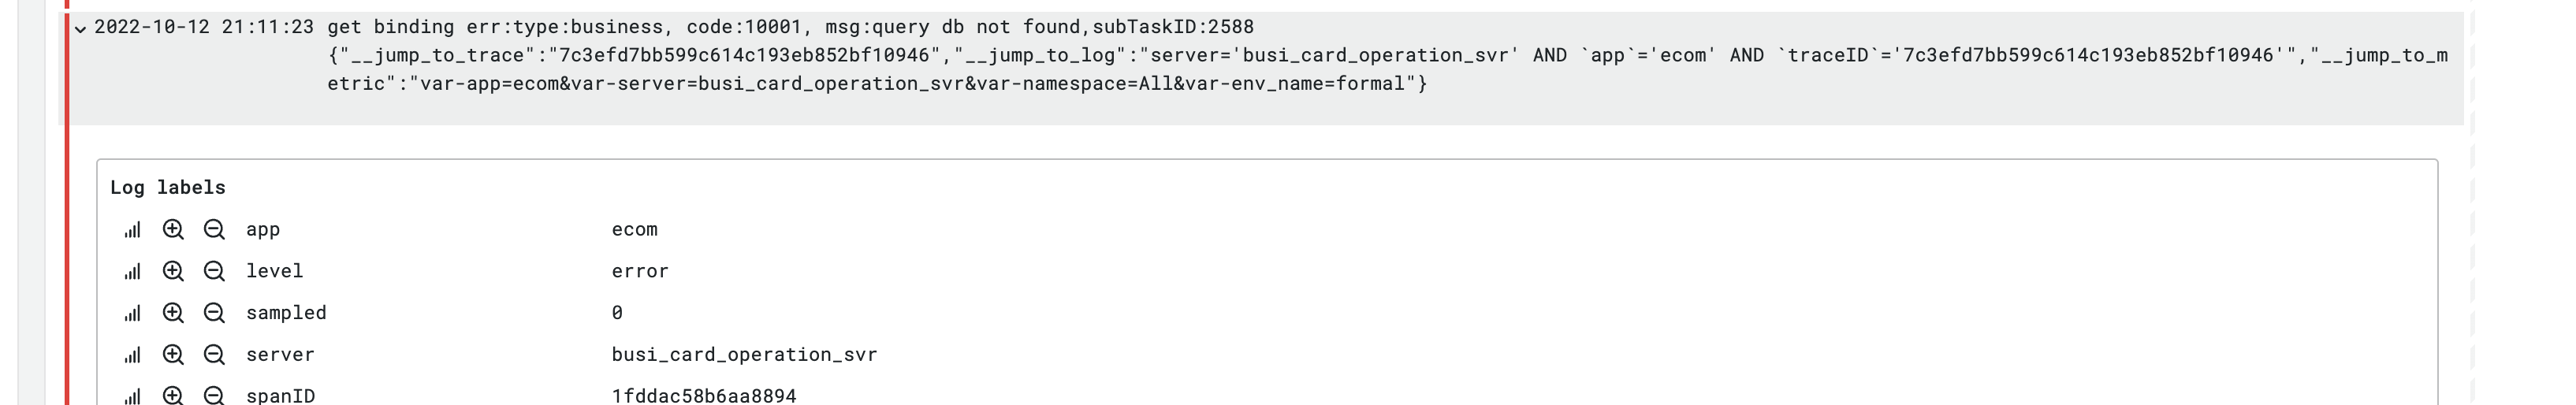 2022-10-12 21:11:23 get binding err:type:business, code:10001, msg:query db not found,subTaskID:2588
{"__jump_to_trace":"7c3efd7bb599c614c193eb852bf10946","__jump_to_log":"server='busi_card_operation_svr' AND `app`='ecom' AND `traceID`='7c3efd7bb599c614c193eb852bf10946'","__jump_to_m
etric":"var-app=ecom&var-server=busi_card_operation_svr&var-namespace=All&var-env_name=formal"}
Log labels
app ecom
level error
sampled 0
server busi_card_operation_svr
spanID 1fddac58b6aa8894